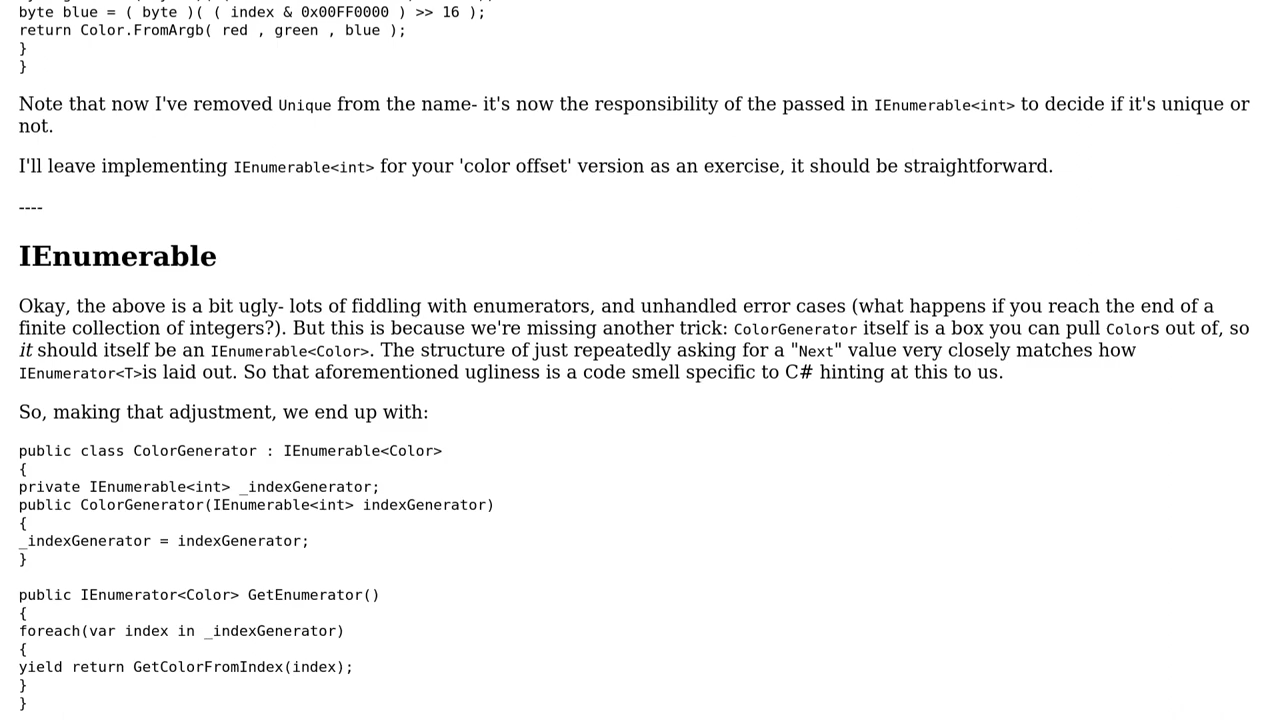 byte blue = ( byte )( ( index & 0x00FF0000 ) >> 16 );
return Color.FromArgb( red , green , blue );
}
}
Note that now I've removed Unique from the name- it's now the responsibility of the passed in IEnumerable<int> to decide if it's unique or
not.
I'll leave implementing IEnumerable<int> for your 'color offset' version as an exercise, it should be straightforward.
----
IEnumerable
Okay, the above is a bit ugly- lots of fiddling with enumerators, and unhandled error cases (what happens if you reach the end of a
finite collection of integers?). But this is because we're missing another trick: ColorGenerator itself is a box you can pull Colors out of, so
it should itself be an IEnumerable<Color>. The structure of just repeatedly asking for a "Next" value very closely matches how
IEnumerator<T>is laid out. So that aforementioned ugliness is a code smell specific to C# hinting at this to us.
So, making that adjustment, we end up with:
public class ColorGenerator : IEnumerable<Color>
{
private IEnumerable<int> _indexGenerator;
public ColorGenerator(IEnumerable<int> indexGenerator)
{
_indexGenerator = indexGenerator;
}
public IEnumerator<Color> GetEnumerator()
{
foreach(var index in _indexGenerator)
{
yield return GetColorFromIndex(index);
}
}